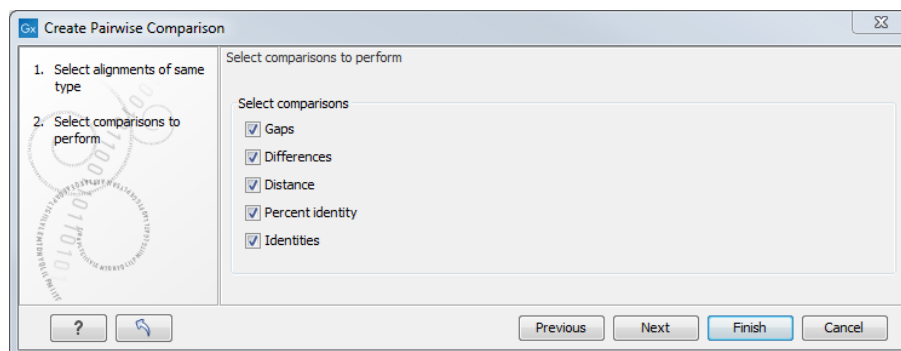 Gx Create Pairwise Comparison
1. Select alignments of same
type
2. Select comparisons to
perform
Select comparisons to perform
Select comparisons
Gaps
Differences
Distance
Percent identity
Identities
?
Previous
Next
Finish
Cancel